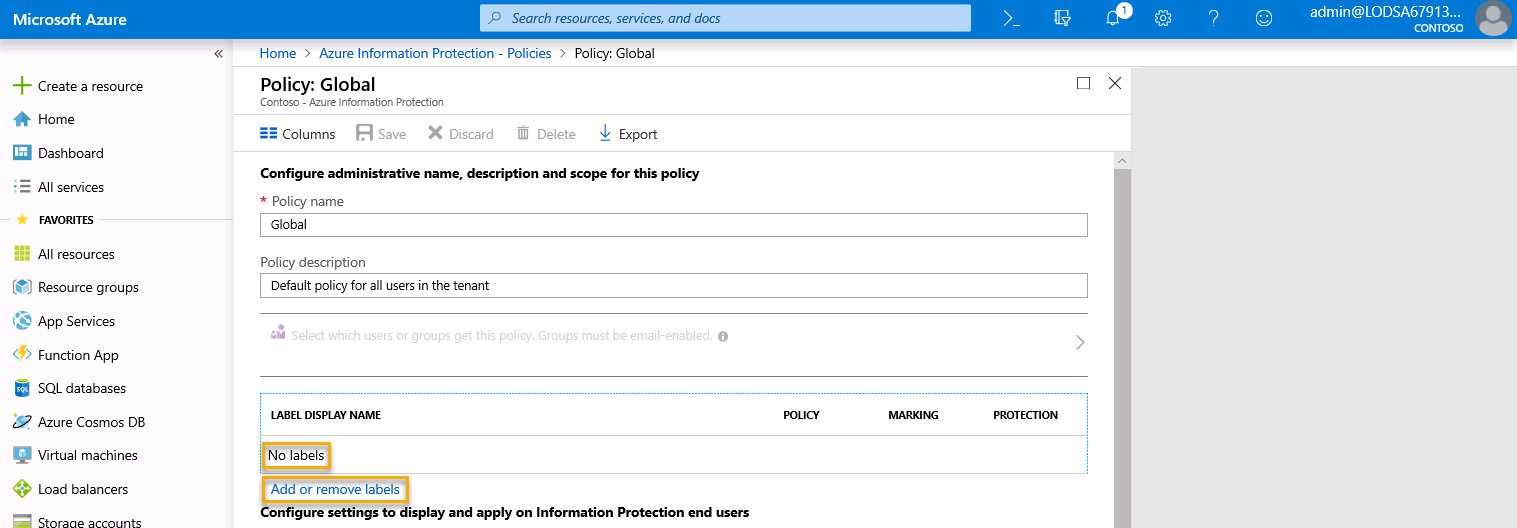 Microsoft Azure
Search resources, services, and docs
1
admin@LODSA67913...
CONTOSO
Home > Azure Information Protection - Policies > Policy: Global
Create a resource
Home
Dashboard
All services
FAVORITES
All resources
Resource groups
App Services
Function App
SQL databases
Azure Cosmos DB
Virtual machines
Load balancers
Storage accounts
Policy: Global
Contoso - Azure Information Protection
Columns Save Discard Delete Export
Configure administrative name, description and scope for this policy
* Policy name
Global
Policy description
Default policy for all users in the tenant
Select which users or groups get this policy. Groups must be email-enabled.
LABEL DISPLAY NAME POLICY MARKING PROTECTION
No labels
Add or remove labels
Configure settings to display and apply on Information Protection end users